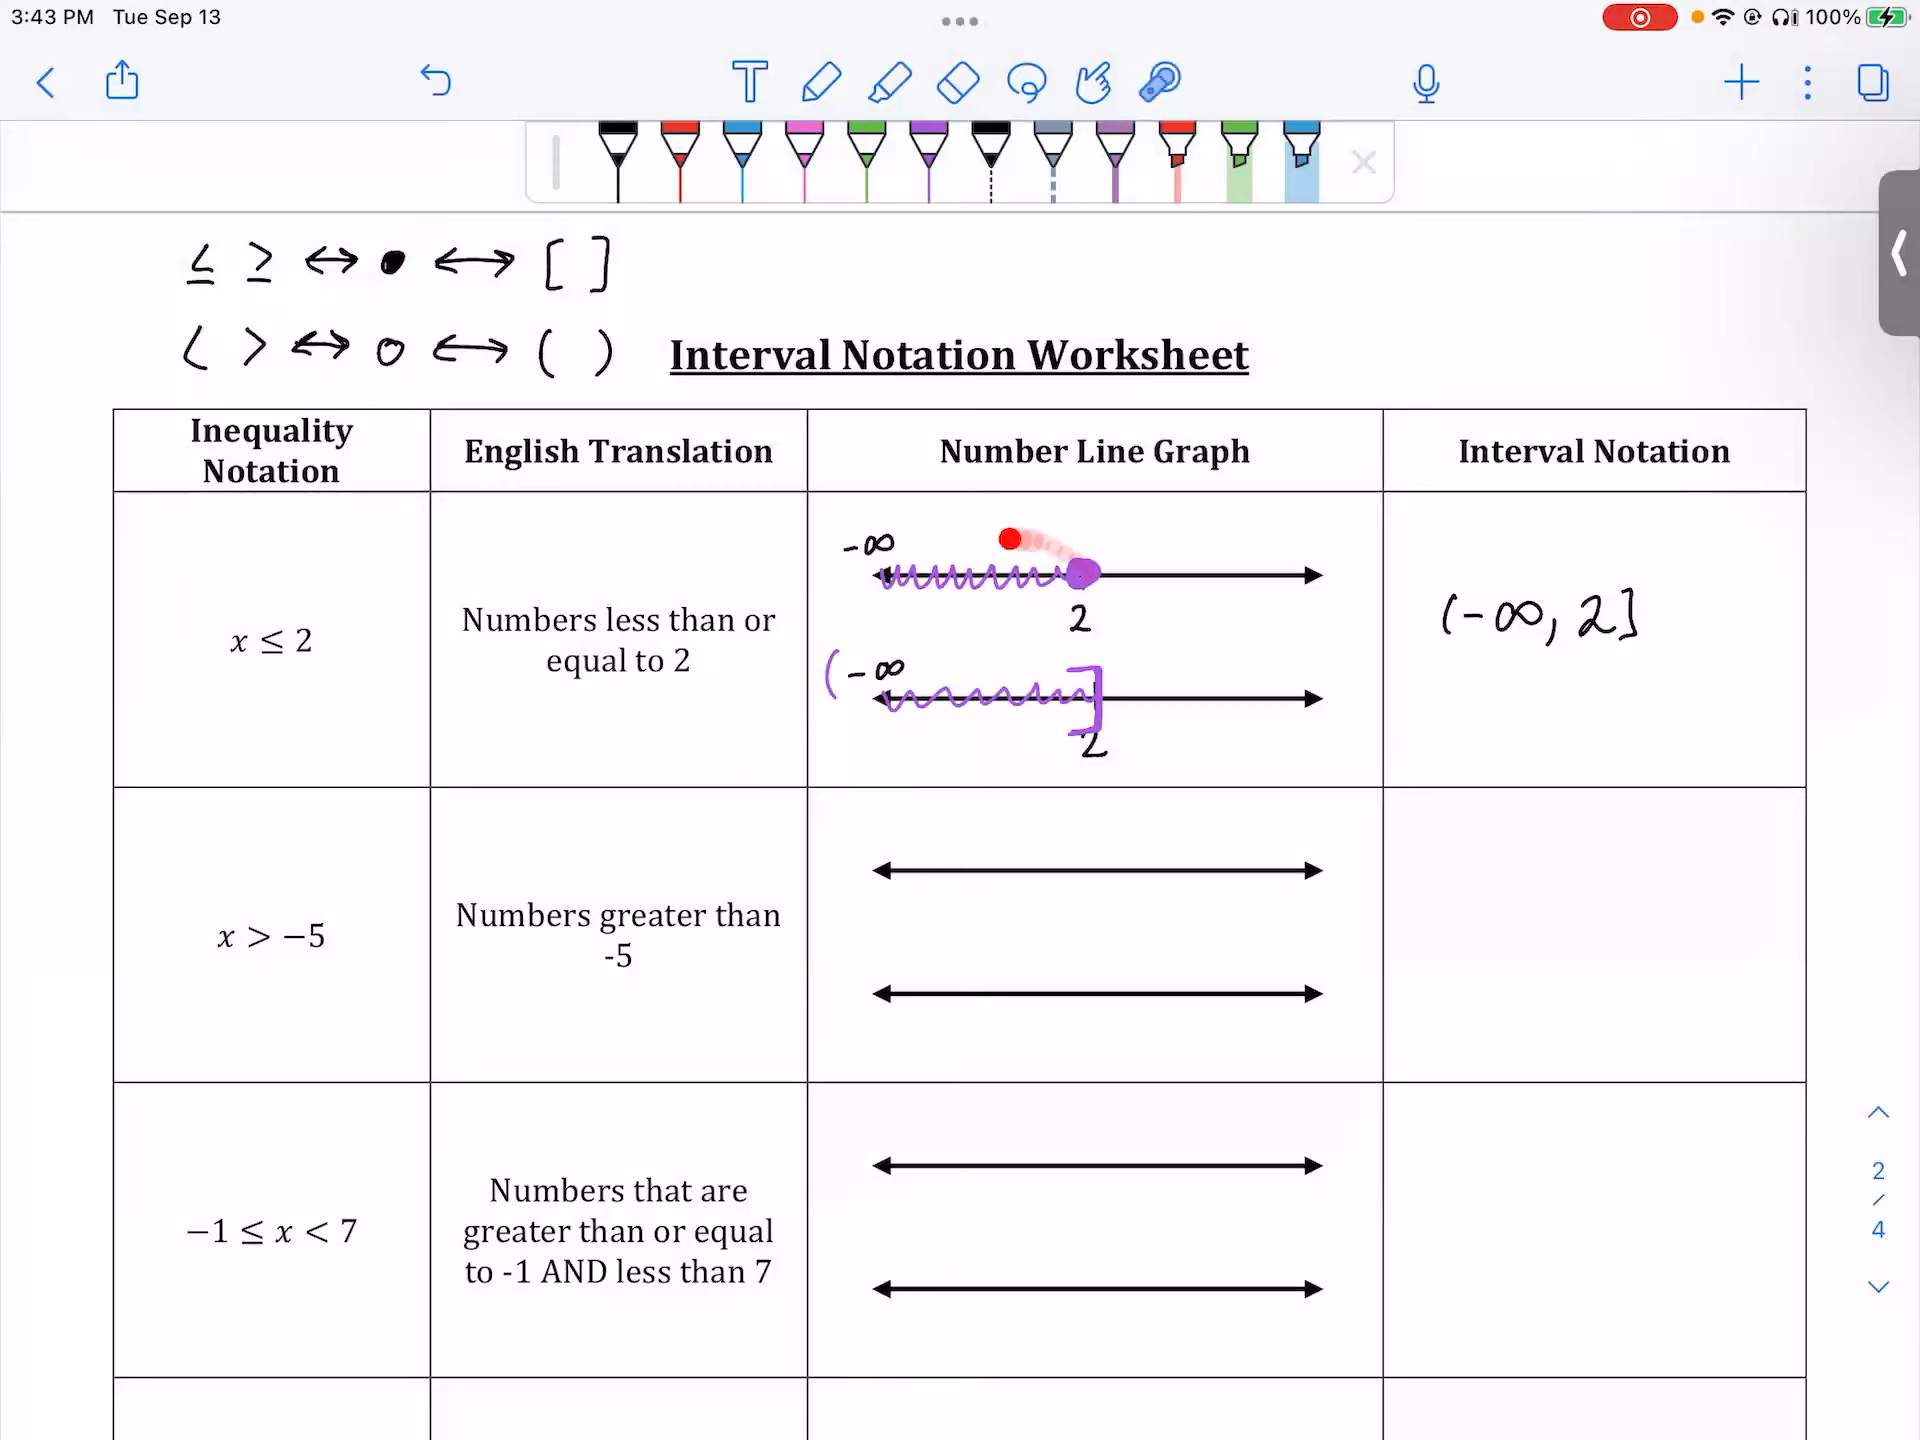 3:43 PM Tue Sep 13
100%
T
≤ ≥ ↔ ● ↔ [ ]
< > ↔ o ↔ ( )
Interval Notation Worksheet
Inequality
Notation
English Translation
Number Line Graph
Interval Notation
x ≤ 2
Numbers less than or
equal to 2
-∞
2
(-∞
]
2
(-∞, 2]
x > −5
Numbers greater than
-5
−1 ≤ x < 7
Numbers that are
greater than or equal
to -1 AND less than 7
2
/
4